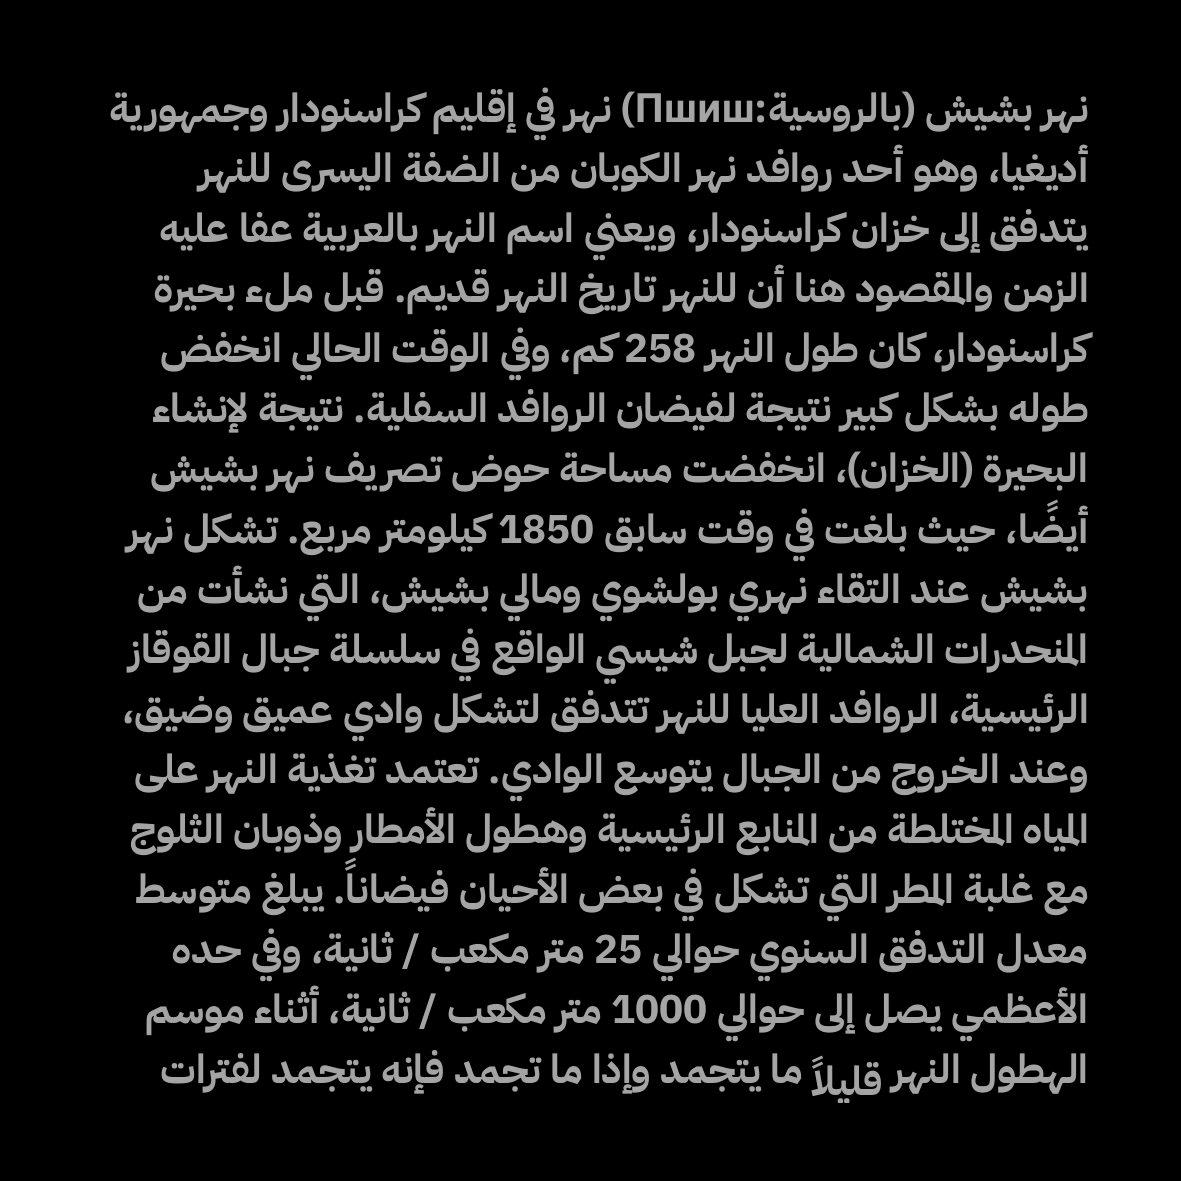 نهر بشيش (بالروسية:Пшиш) نهر في إقليم كراسنودار وجمهورية
أديغيا، وهو أحد روافد نهر الكوبان من الضفة اليسرى للنهر
يتدفق إلى خزان كراسنودار، ويعني اسم النهر بالعربية عفا عليه
الزمن والمقصود هنا أن للنهر تاريخ النهر قديم. قبل ملء بحيرة
كراسنودار، كان طول النهر 258 كم، وفي الوقت الحالي انخفض
طوله بشكل كبير نتيجة لفيضان الروافد السفلية. نتيجة لإنشاء
البحيرة (الخزان)، انخفضت مساحة حوض تصريف نهر بشيش
أيضًا، حيث بلغت في وقت سابق 1850 كيلومتر مربع. تشكل نهر
بشيش عند التقاء نهري بولشوي ومالي بشيش، التي نشأت من
المنحدرات الشمالية لجبل شيسي الواقع في سلسلة جبال القوقاز
الرئيسية، الروافد العليا للنهر تتدفق لتشكل وادي عميق وضيق،
وعند الخروج من الجبال يتوسع الوادي. تعتمد تغذية النهر على
المياه المختلطة من المنابع الرئيسية وهطول الأمطار وذوبان الثلوج
مع غلبة المطر التي تشكل في بعض الأحيان فيضاناً. يبلغ متوسط
معدل التدفق السنوي حوالي 25 متر مكعب / ثانية، وفي حده
الأعظمي يصل إلى حوالي 1000 متر مكعب / ثانية، أثناء موسم
الهطول النهر قليلاً ما يتجمد وإذا ما تجمد فإنه يتجمد لفترات